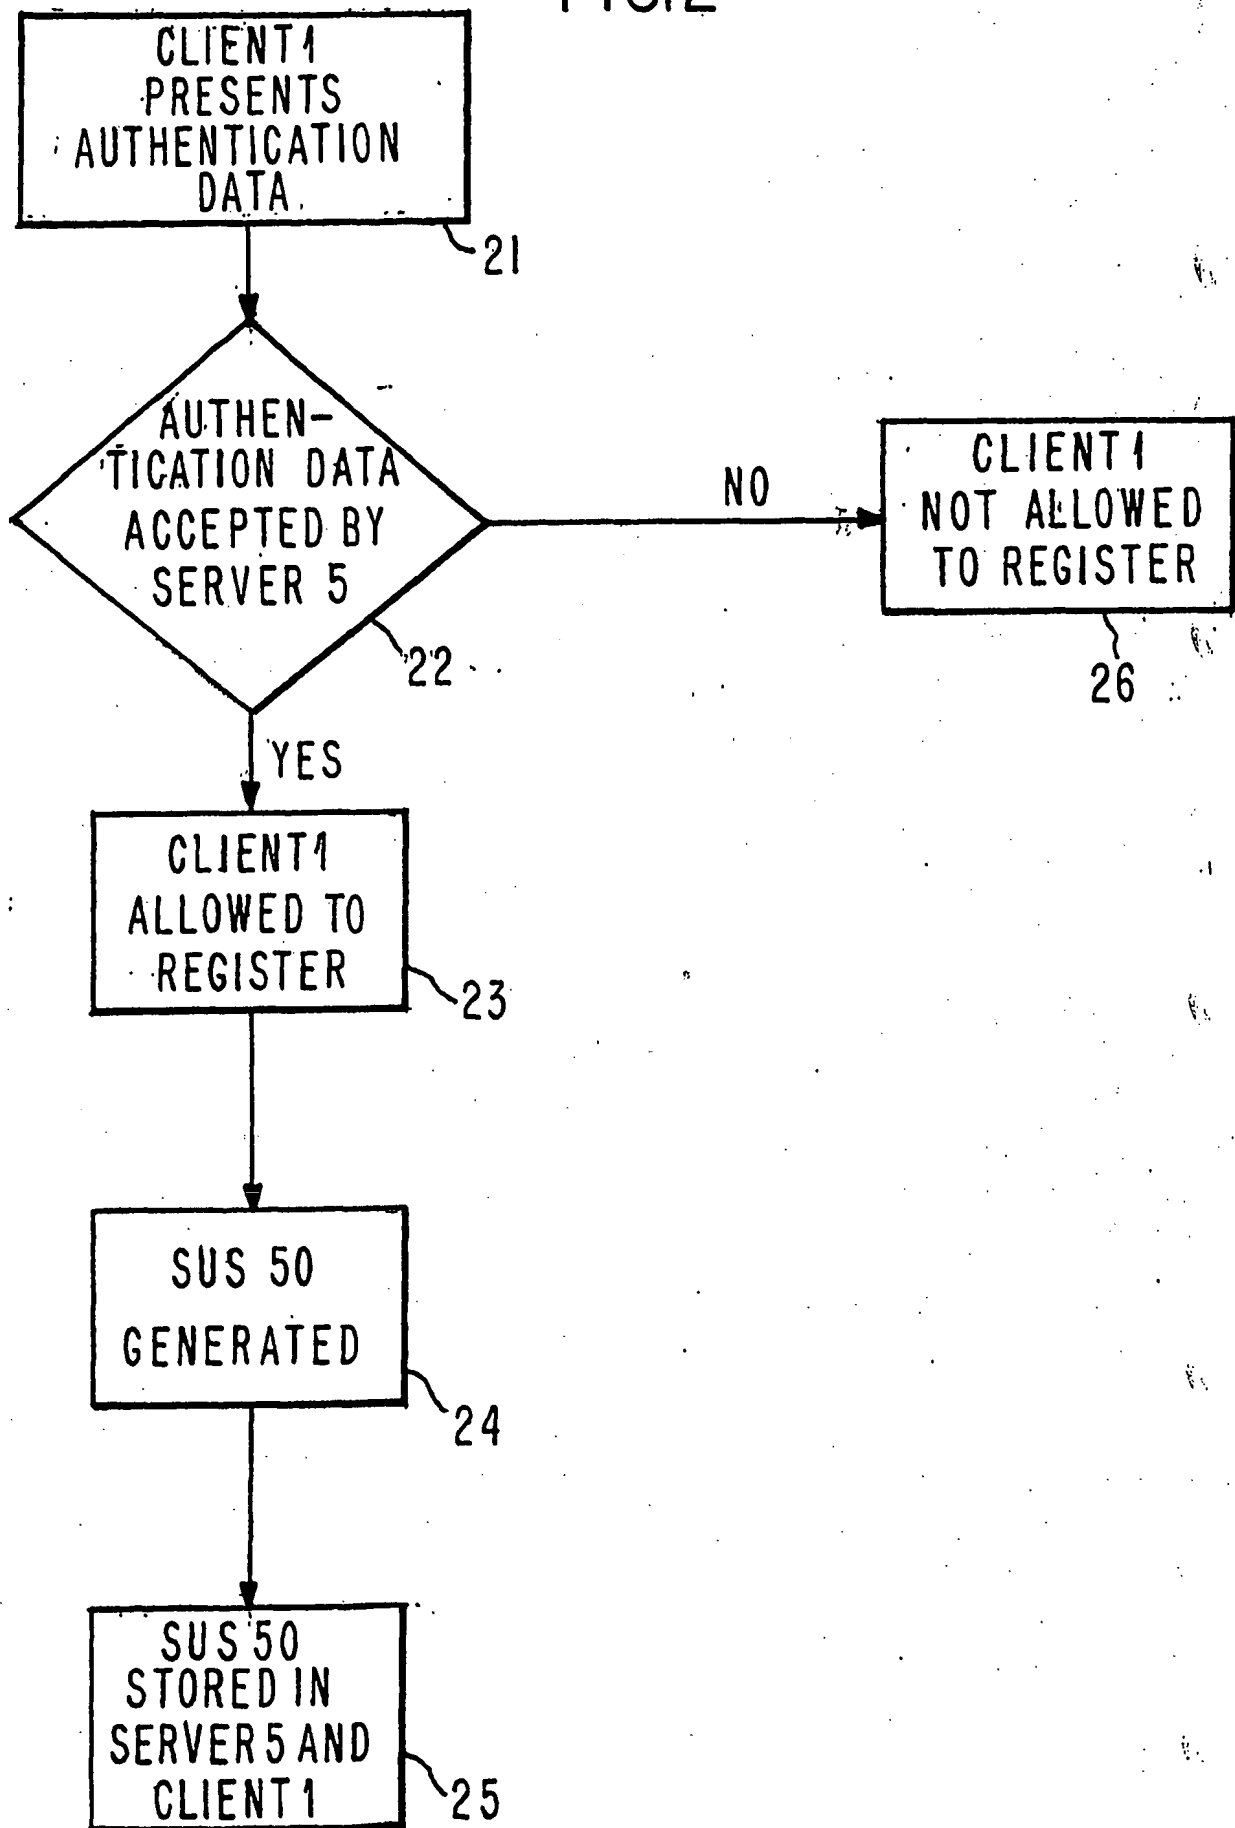 FIG.2
CLIENT 1
PRESENTS
AUTHENTICATION
DATA
21
AUTHEN-
TICATION DATA
ACCEPTED BY
SERVER 5
22
NO
CLIENT 1
NOT ALLOWED
TO REGISTER
26
YES
CLIENT 1
ALLOWED TO
REGISTER
23
SUS 50
GENERATED
24
SUS 50
STORED IN
SERVER 5 AND
CLIENT 1
25